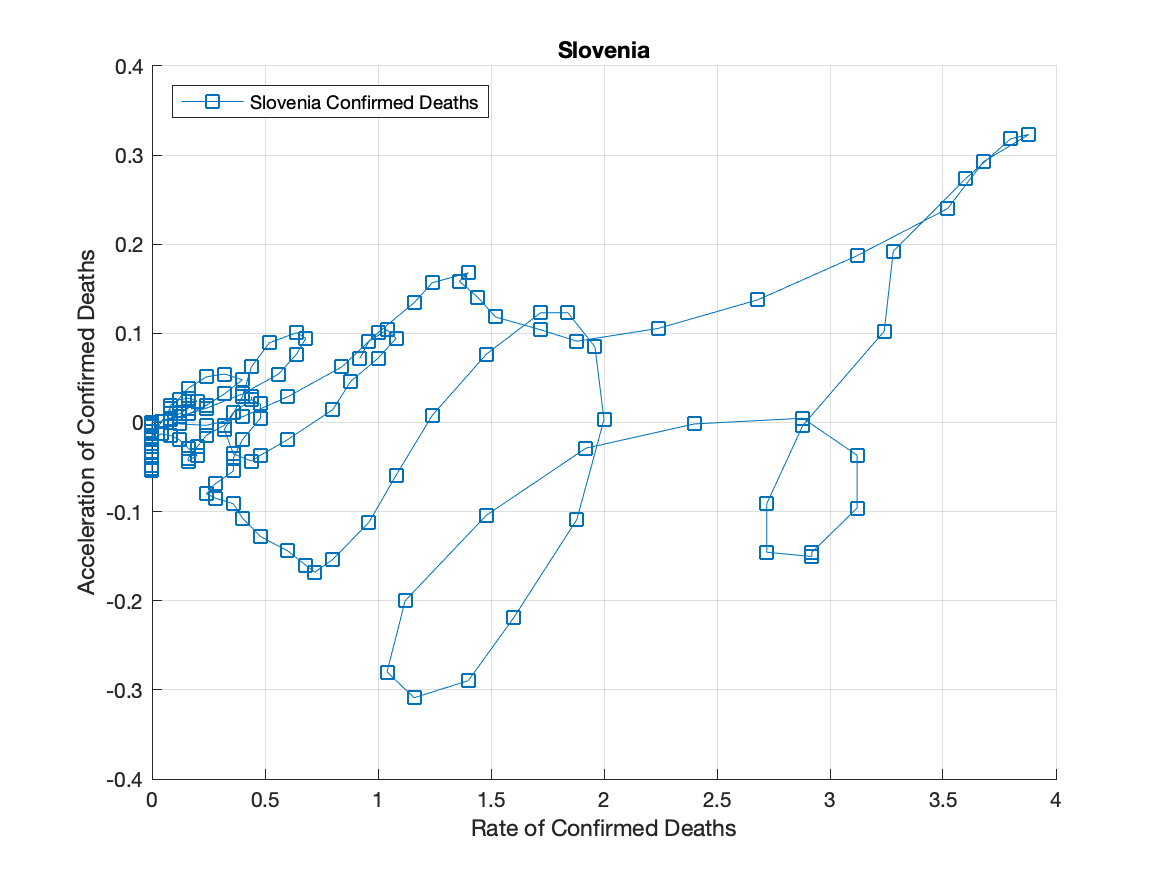 Slovenia
Slovenia Confirmed Deaths
0.4
0.3
0.2
0.1
0
-0.1
-0.2
-0.3
-0.4
Acceleration of Confirmed Deaths
0 0.5 1 1.5 2 2.5 3 3.5 4
Rate of Confirmed Deaths